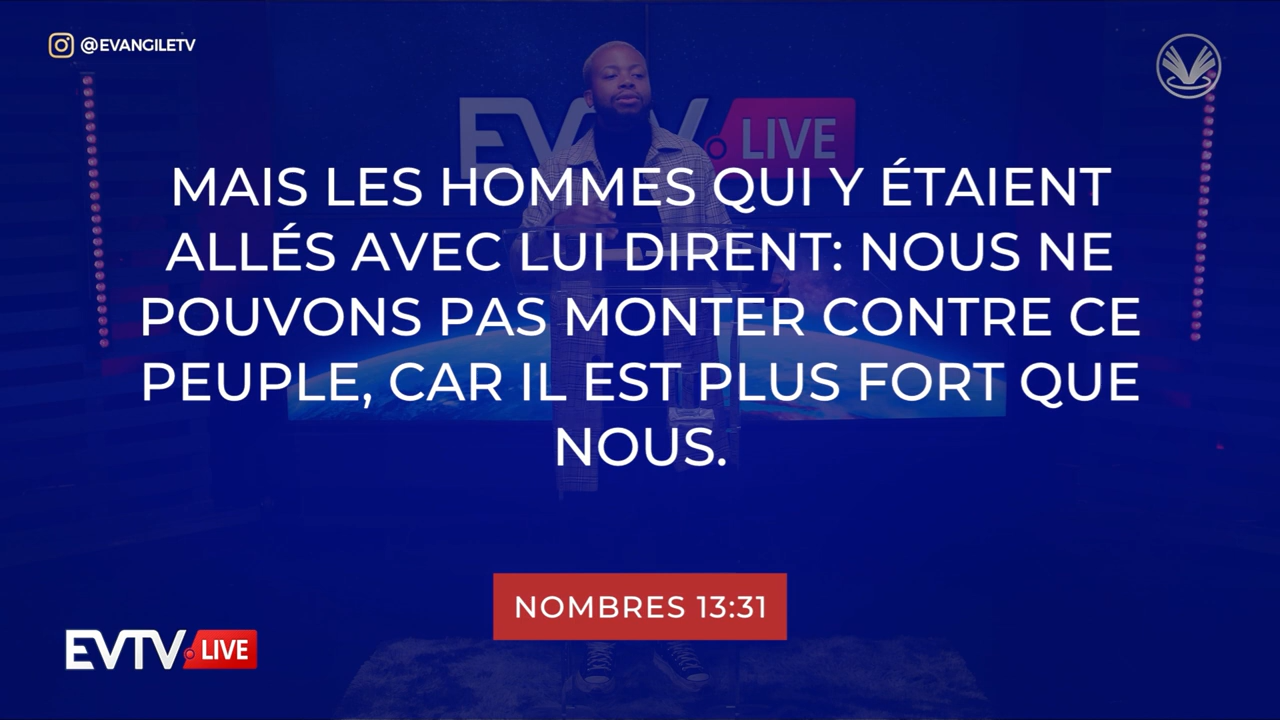 @EVANGILETV
EVTV LIVE
MAIS LES HOMMES QUI Y ÉTAIENT
ALLÉS AVEC LUI DIRENT: NOUS NE
POUVONS PAS MONTER CONTRE CE
PEUPLE, CAR IL EST PLUS FORT QUE
NOUS.
NOMBRES 13:31
EVTV LIVE